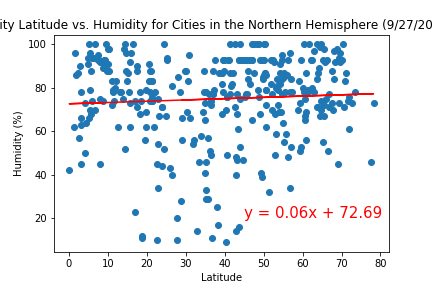 ity Latitude vs. Humidity for Cities in the Northern Hemisphere (9/27/20
100
80
60
40
20
Humidity (%)
y = 0.06x + 72.69
0 10 20 30 40 50 60 70 80
Latitude